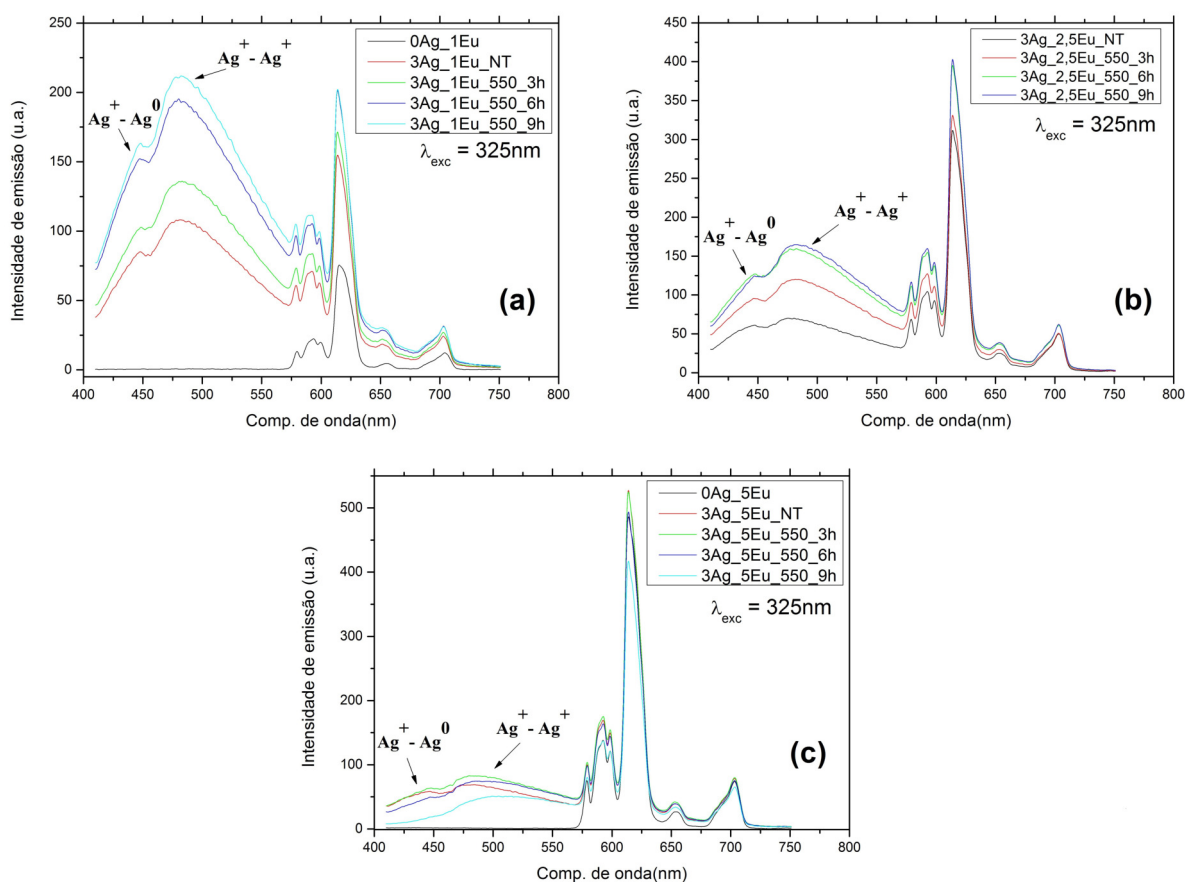 0Ag_1Eu
3Ag_1Eu_NT
3Ag_1Eu_550_3h
3Ag_1Eu_550_6h
3Ag_1Eu_550_9h
λexc = 325nm
Ag+- Ag+
Ag+- Ag0
(a)
Intensidade de emissão (u.a.)
250
200
150
100
50
0
400 450 500 550 600 650 700 750 800
Comp. de onda(nm)
3Ag_2,5Eu_NT
3Ag_2,5Eu_550_3h
3Ag_2,5Eu_550_6h
3Ag_2,5Eu_550_9h
λexc = 325nm
Ag+- Ag+
Ag+- Ag0
(b)
Intensidade de emissão (u.a.)
450
400
350
300
250
200
150
100
50
0
400 450 500 550 600 650 700 750 800
Comp. de onda(nm)
0Ag_5Eu
3Ag_5Eu_NT
3Ag_5Eu_550_3h
3Ag_5Eu_550_6h
3Ag_5Eu_550_9h
λexc = 325nm
Ag+- Ag+
Ag+- Ag0
(c)
Intensidade de emissão (u.a.)
500
400
300
200
100
0
400 450 500 550 600 650 700 750 800
Comp. de onda(nm)